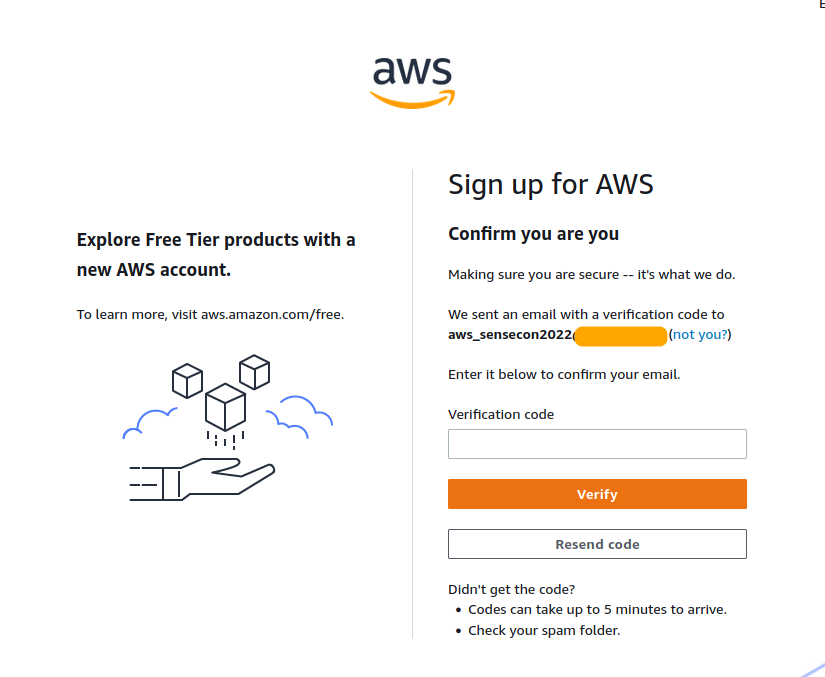 aws
Explore Free Tier products with a
new AWS account.
To learn more, visit aws.amazon.com/free.
Sign up for AWS
Confirm you are you
Making sure you are secure -- it's what we do.
We sent an email with a verification code to
aws_sensecon2022 (not you?)
Enter it below to confirm your email.
Verification code
Verify
Resend code
Didn't get the code?
• Codes can take up to 5 minutes to arrive.
• Check your spam folder.